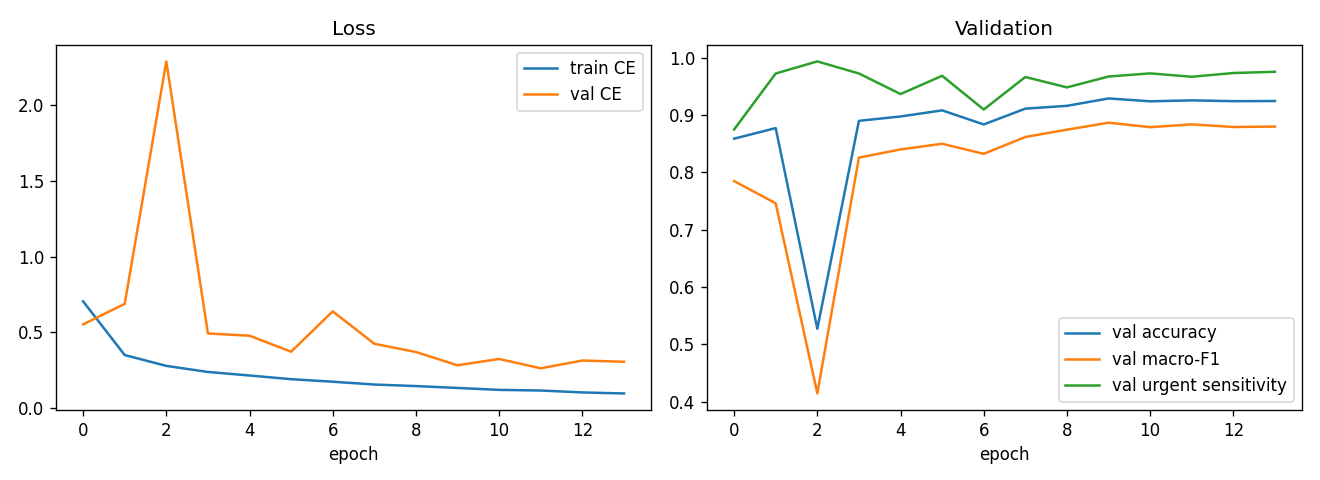 Loss
train CE
val CE
2.0
1.5
1.0
0.5
0.0
0 2 4 6 8 10 12
epoch
Validation
1.0
0.9
0.8
0.7
0.6
0.5
0.4
val accuracy
val macro-F1
val urgent sensitivity
0 2 4 6 8 10 12
epoch